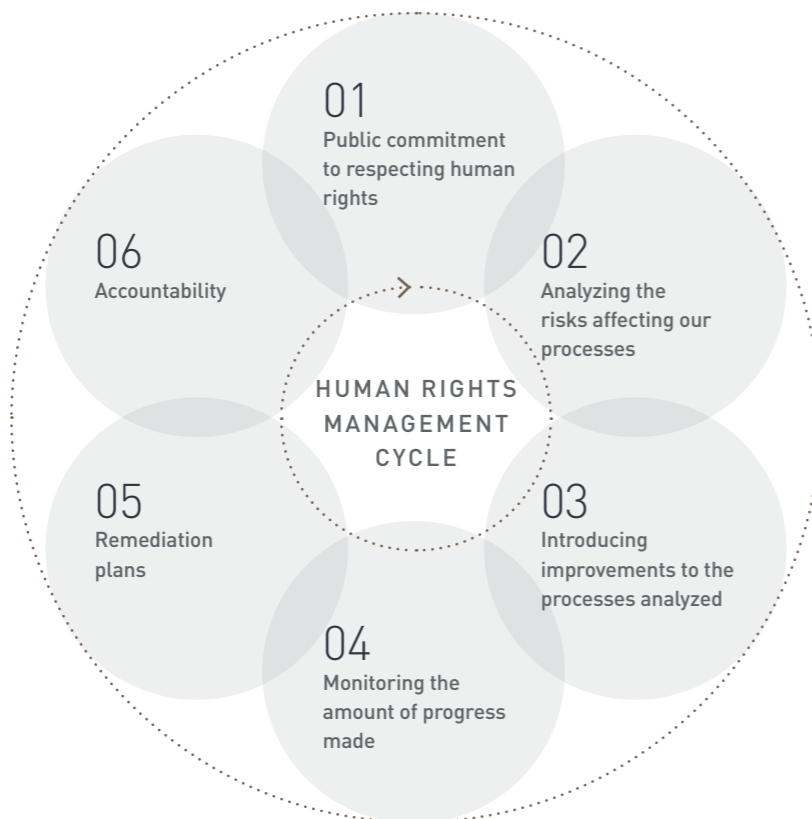 01
Public commitment
to respecting human
rights
02
Analyzing the
risks affecting our
processes
03
Introducing
improvements to the
processes analyzed
04
Monitoring the
amount of progress
made
05
Remediation
plans
06
Accountability
HUMAN RIGHTS
MANAGEMENT
CYCLE